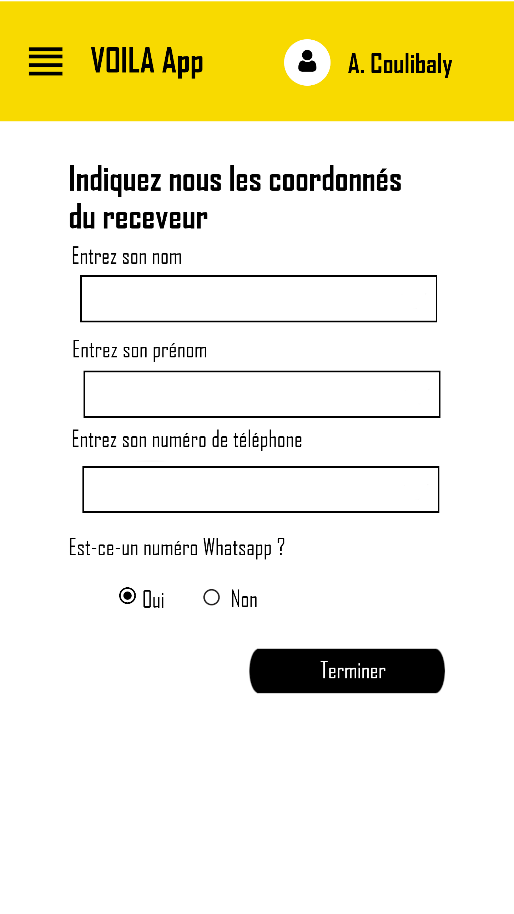 VOILA App
A. Coulibaly
Indiquez nous les coordonnés
du receveur
Entrez son nom
Entrez son prénom
Entrez son numéro de téléphone
Est-ce-un numéro Whatsapp ?
Oui Non
Terminer